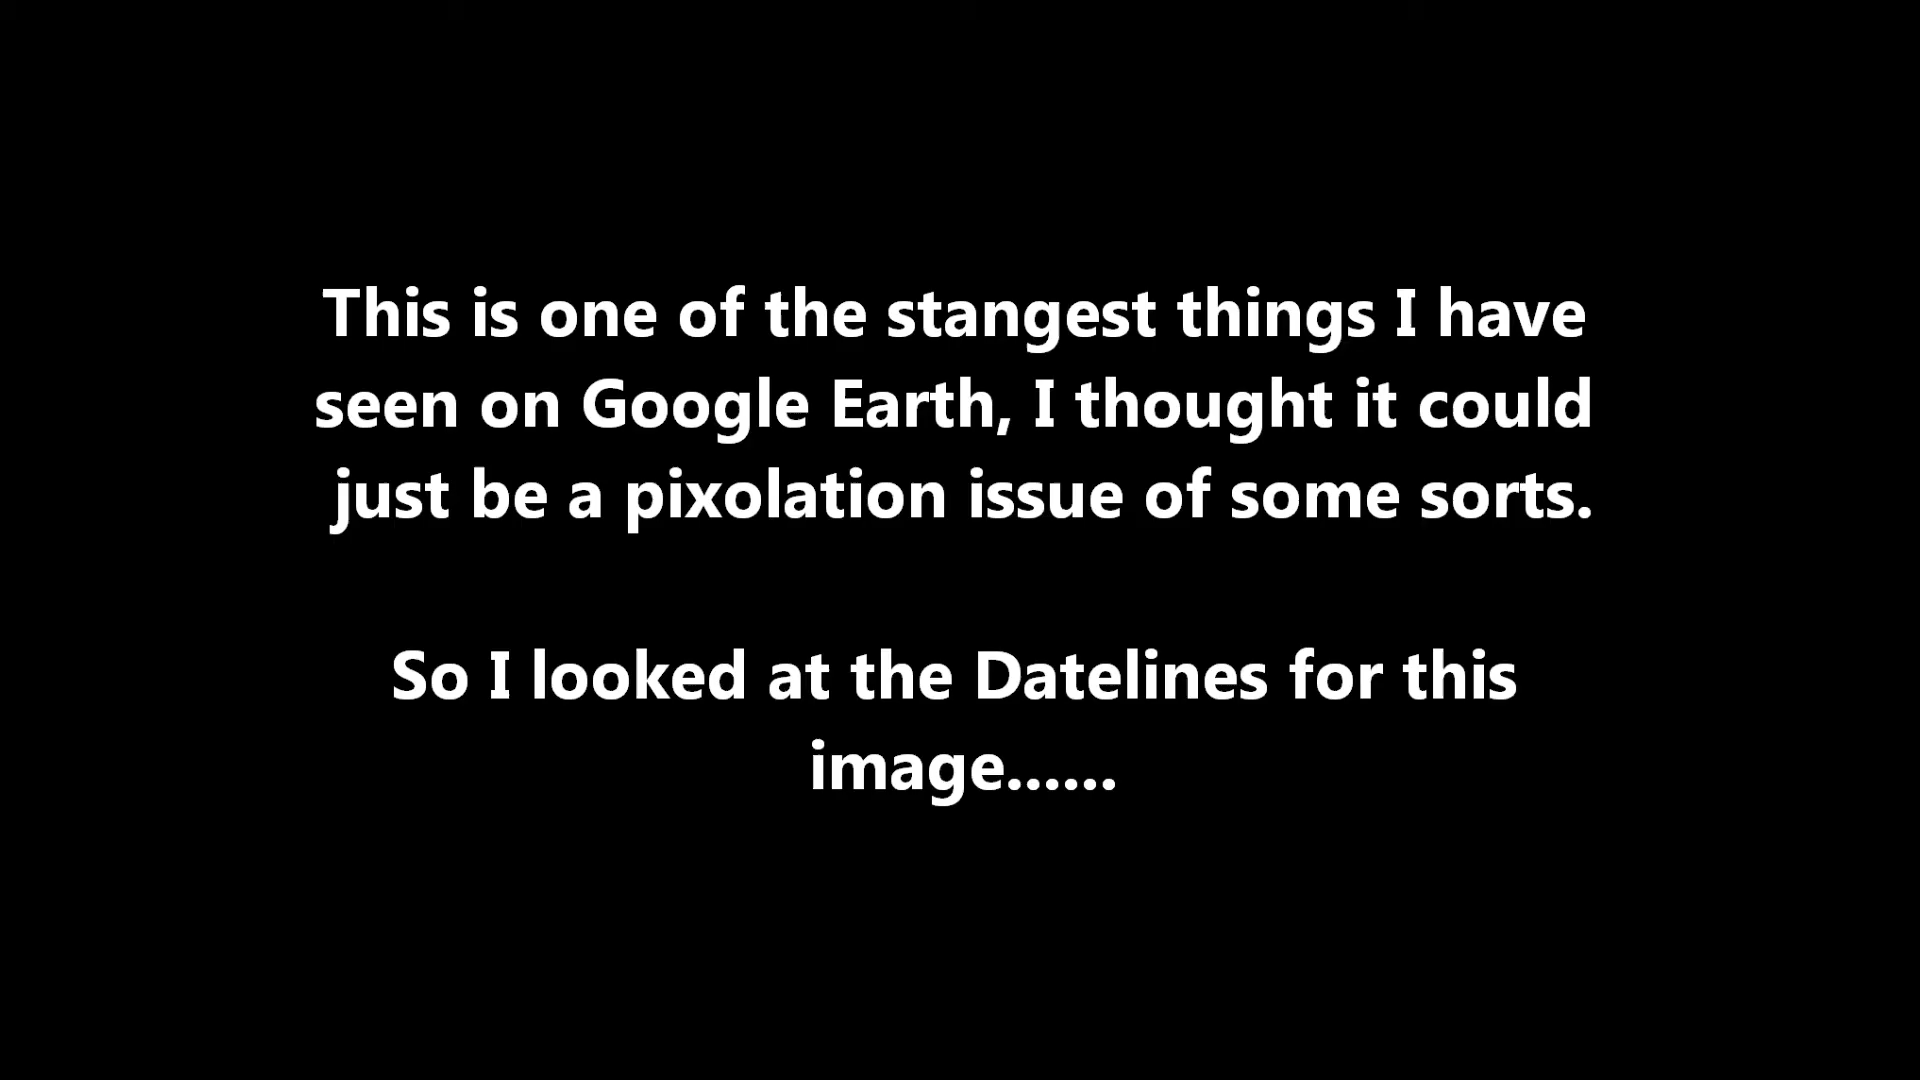 This is one of the stangest things I have
seen on Google Earth, I thought it could
just be a pixolation issue of some sorts.
So I looked at the Datelines for this
image......